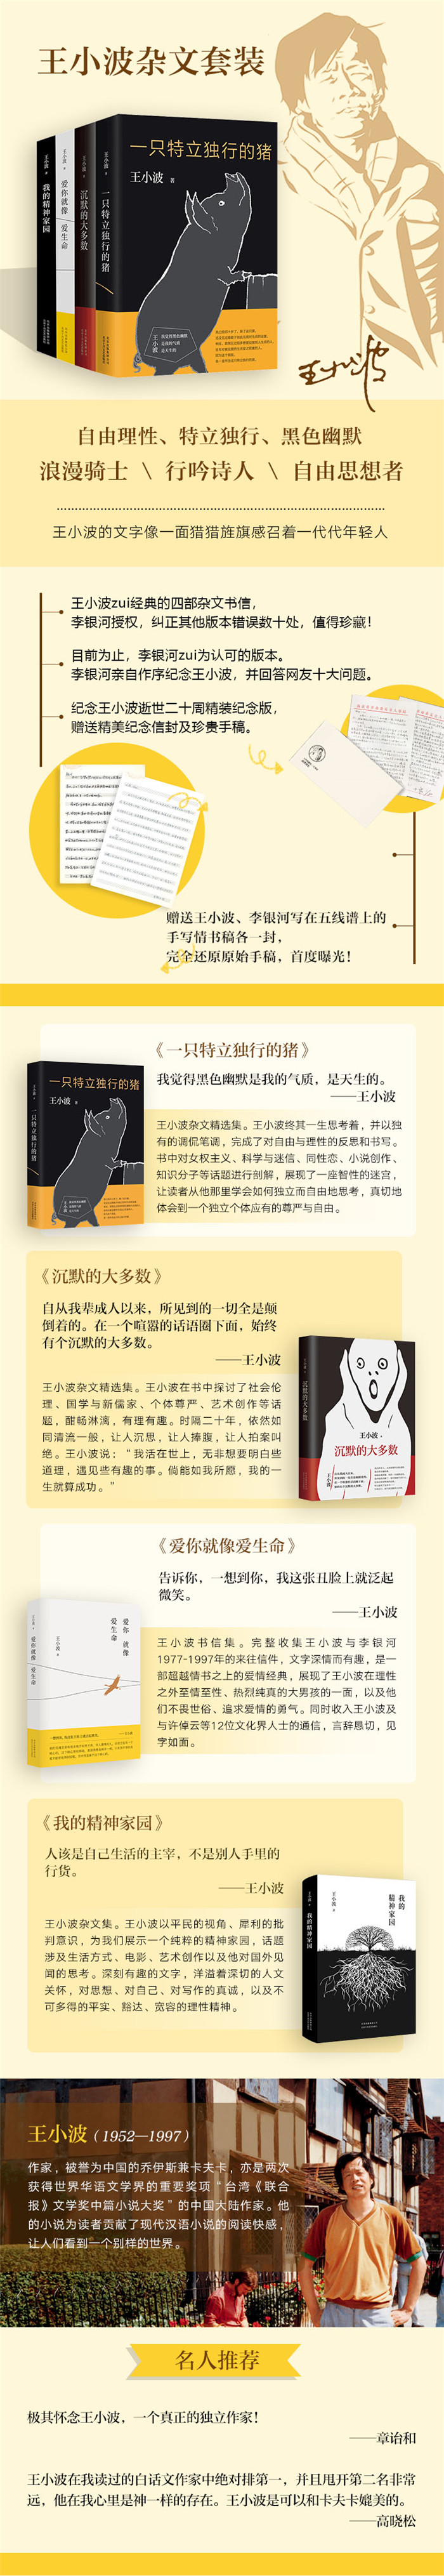 王小波杂文套装
一只特立独行的猪
王小波 著
王小波 著
我的精神家园
爱你就像
爱生命
沉默的大多数
一只特立独行的猪
王小波
自由理性、特立独行、黑色幽默
浪漫骑士 \ 行吟诗人 \ 自由思想者
王小波的文字像一面猎猎旌旗感召着一代代年轻人
王小波zui经典的四部杂文书信,
李银河授权，纠正其他版本错误数十处，值得珍藏！
目前为止，李银河zui为认可的版本。
李银河亲自作序纪念王小波，并回答网友十大问题。
纪念王小波逝世二十周精装纪念版，
赠送精美纪念信封及珍贵手稿。
赠送王小波、李银河写在五线谱上的
手写情书稿各一封，
还原原始手稿，首度曝光！
《一只特立独行的猪》
我觉得黑色幽默是我的气质，是天生的。
——王小波
一只特立独行的猪
王小波 著
一只特立独行的猪
王小波杂文精选集。王小波终其一生思考着，并以独
有的调侃笔调，完成了对自由与理性的反思和书写。
书中对女权主义、科学与迷信、同性恋、小说创作、
知识分子等话题进行剖解，展现了一座智性的迷宫，
让读者从他那里学会如何独立而自由地思考，真切地
体会到一个独立个体应有的尊严与自由。
《沉默的大多数》
自从我辈成人以来，所见到的一切全是颠
倒着的。在一个喧嚣的话语圈下面，始终
有个沉默的大多数。
——王小波
王小波杂文精选集。王小波在书中探讨了社会伦
理、国学与新儒家、个体尊严、艺术创作等话
题，酣畅淋漓，有理有趣。时隔二十年，依然如
同清流一般，让人沉思，让人捧腹，让人拍案叫
绝。王小波说：“我活在世上，无非想要明白些
道理，遇见些有趣的事。倘能如我所愿，我的一
生就算成功。”
沉默的大多数
王小波 著
沉默的大多数
《爱你就像爱生命》
告诉你，一想到你，我这张丑脸上就泛起
微笑。
——王小波
爱你 就像
爱生命
王小波
爱你就像 爱生命
王小波书信集。完整收集王小波与李银河
1977-1997年的来往信件，文字深情而有趣，是一
部超越情书之上的爱情经典，展现了王小波在理性
之外至情至性、热烈纯真的大男孩的一面，以及他
们不畏世俗、追求爱情的勇气。同时收入王小波及
与许倬云等12位文化界人士的通信，言辞恳切，见
字如面。
《我的精神家园》
人该是自己生活的主宰，不是别人手里的
行货。
——王小波
王小波杂文集。王小波以平民的视角、犀利的批
判意识，为我们展示一个纯粹的精神家园，话题
涉及生活方式、电影、艺术创作以及他对国外见
闻的思考。深刻有趣的文字，洋溢着深切的人文
关怀，对思想、对自己、对写作的真诚，以及不
可多得的平实、豁达、宽容的理性精神。
我的
精神家园
王小波 著
我的精神家园
王小波（1952—1997）
作家，被誉为中国的乔伊斯兼卡夫卡，亦是两次
获得世界华语文学界的重要奖项“台湾《联合
报》文学奖中篇小说大奖”的中国大陆作家。他
的小说为读者贡献了现代汉语小说的阅读快感，
让人们看到一个别样的世界。
名人推荐
极其怀念王小波，一个真正的独立作家！
——章诒和
王小波在我读过的白话文作家中绝对排第一，并且甩开第二名非常
远，他在我心里是神一样的存在。王小波是可以和卡夫卡媲美的。
——高晓松